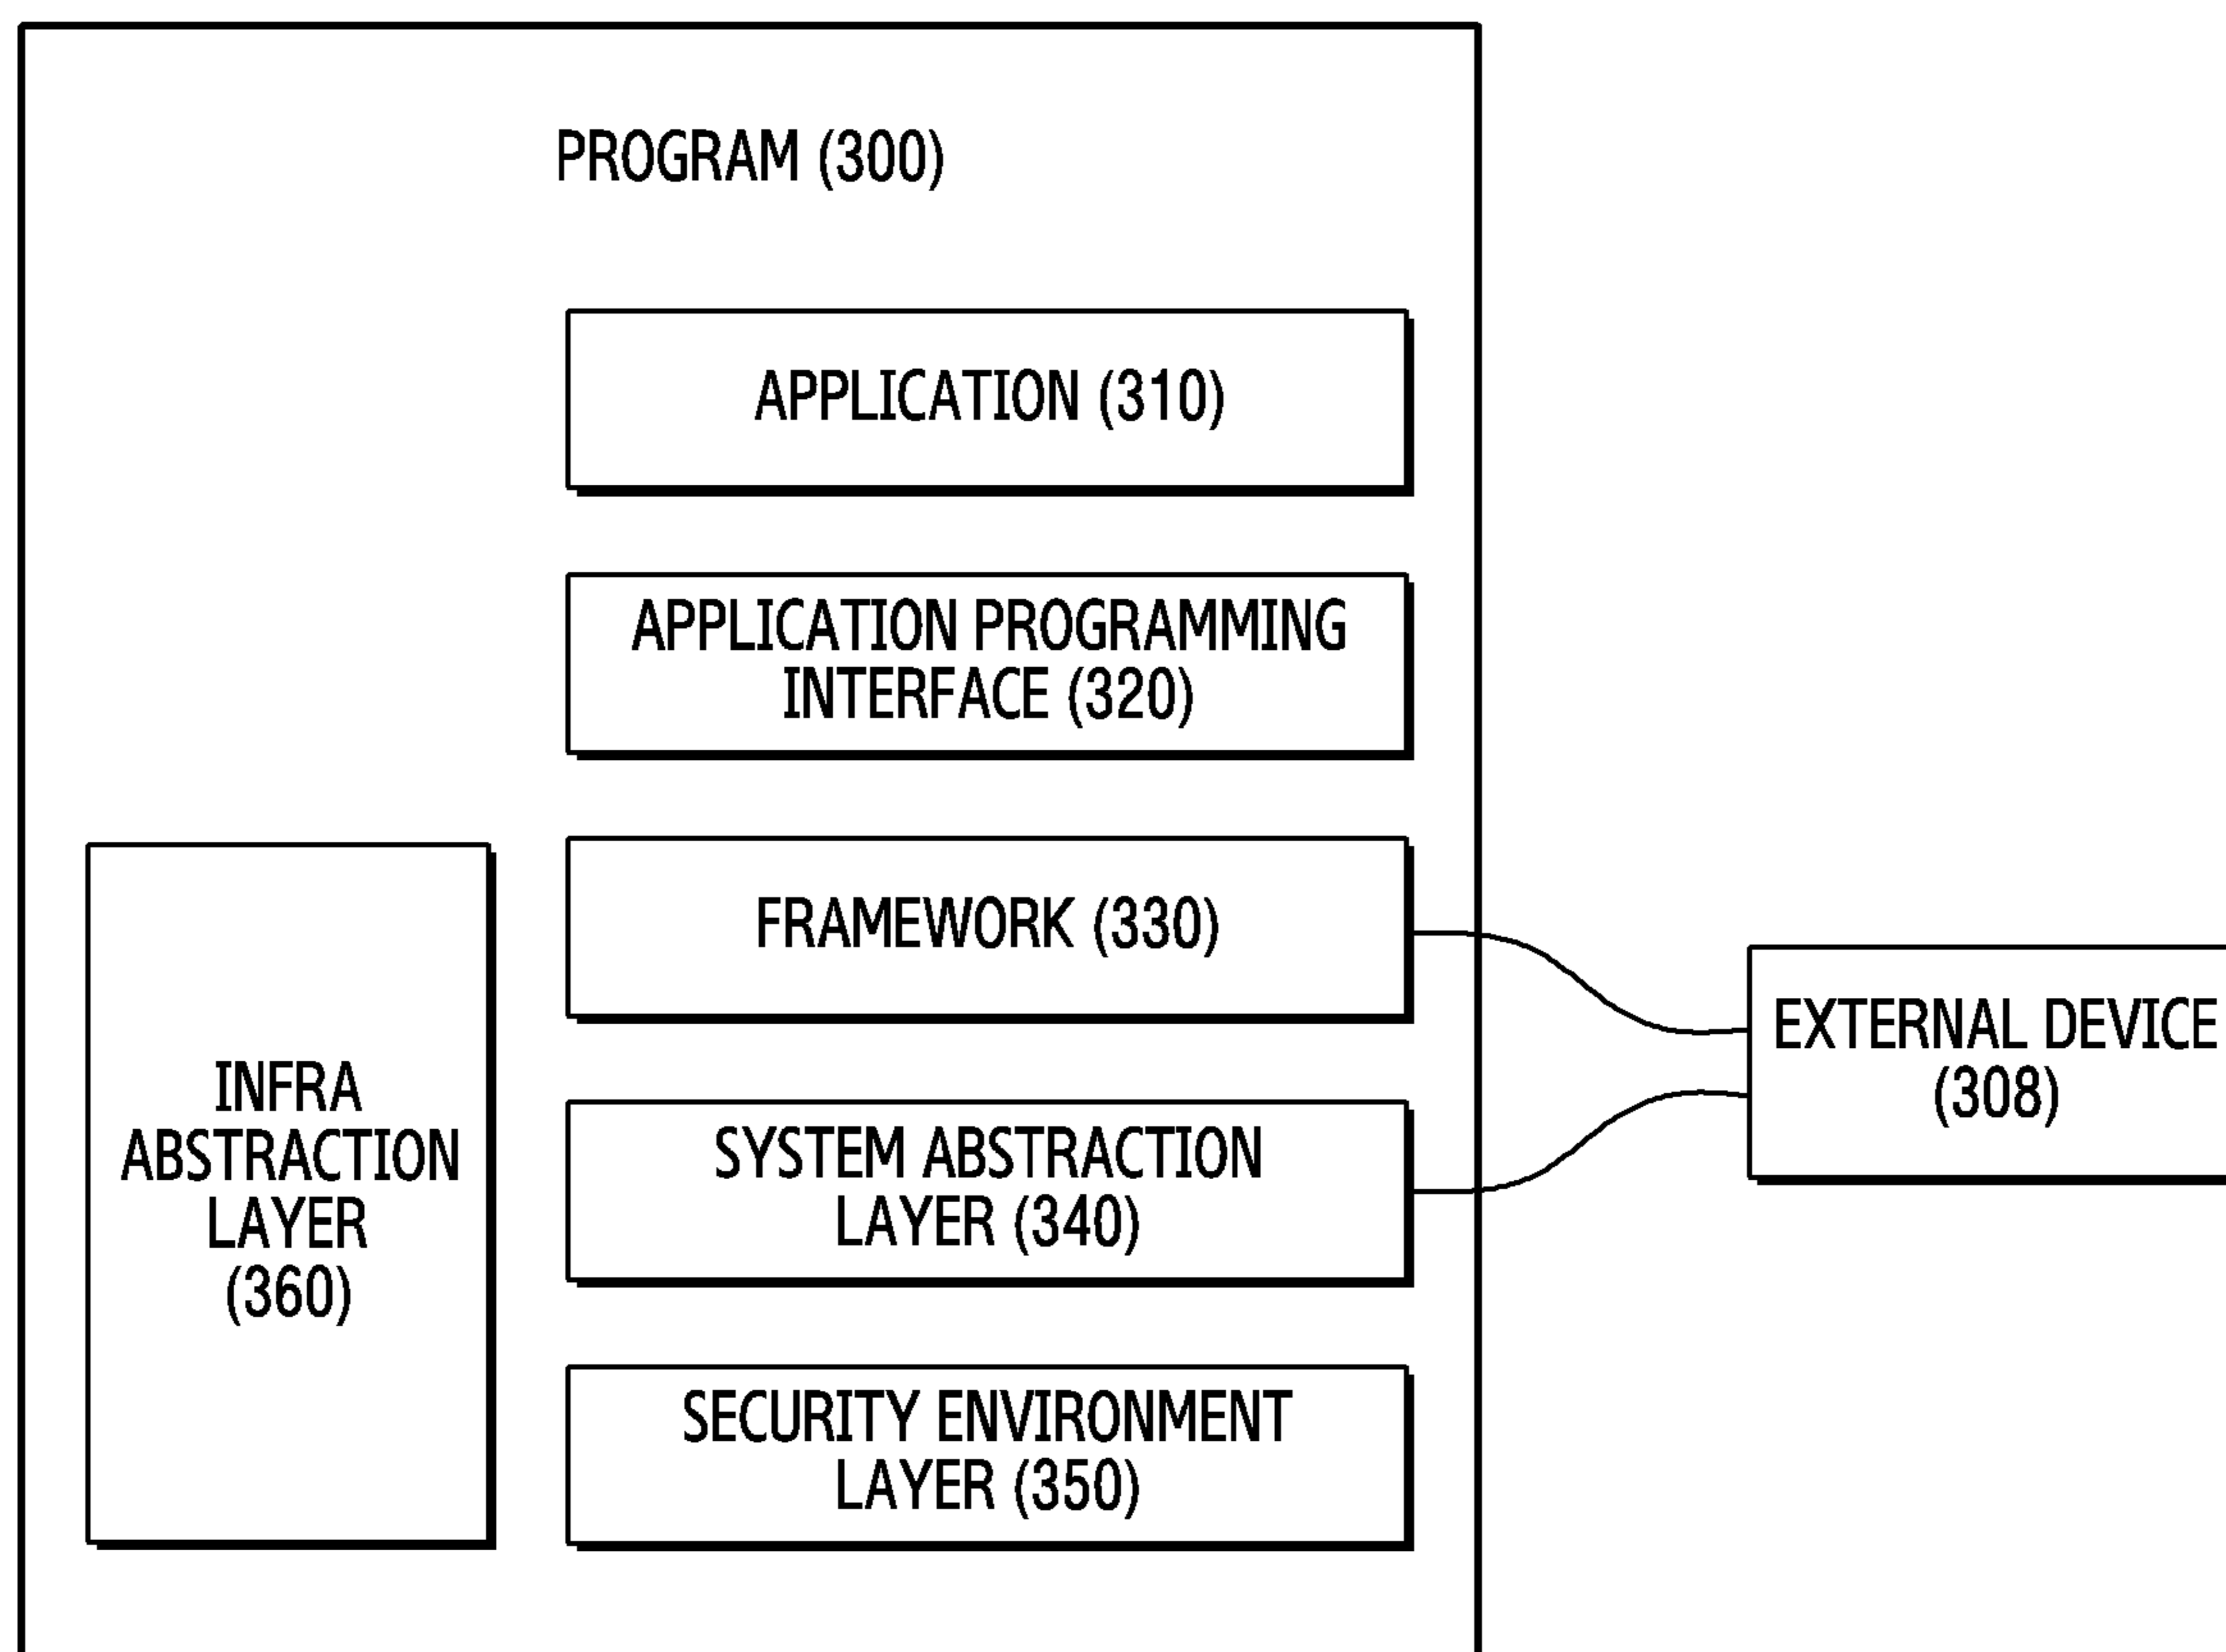 PROGRAM (300)
APPLICATION (310)
APPLICATION PROGRAMMING
INTERFACE (320)
FRAMEWORK (330)
SYSTEM ABSTRACTION
LAYER (340)
SECURITY ENVIRONMENT
LAYER (350)
INFRA
ABSTRACTION
LAYER
(360)
EXTERNAL DEVICE
(308)